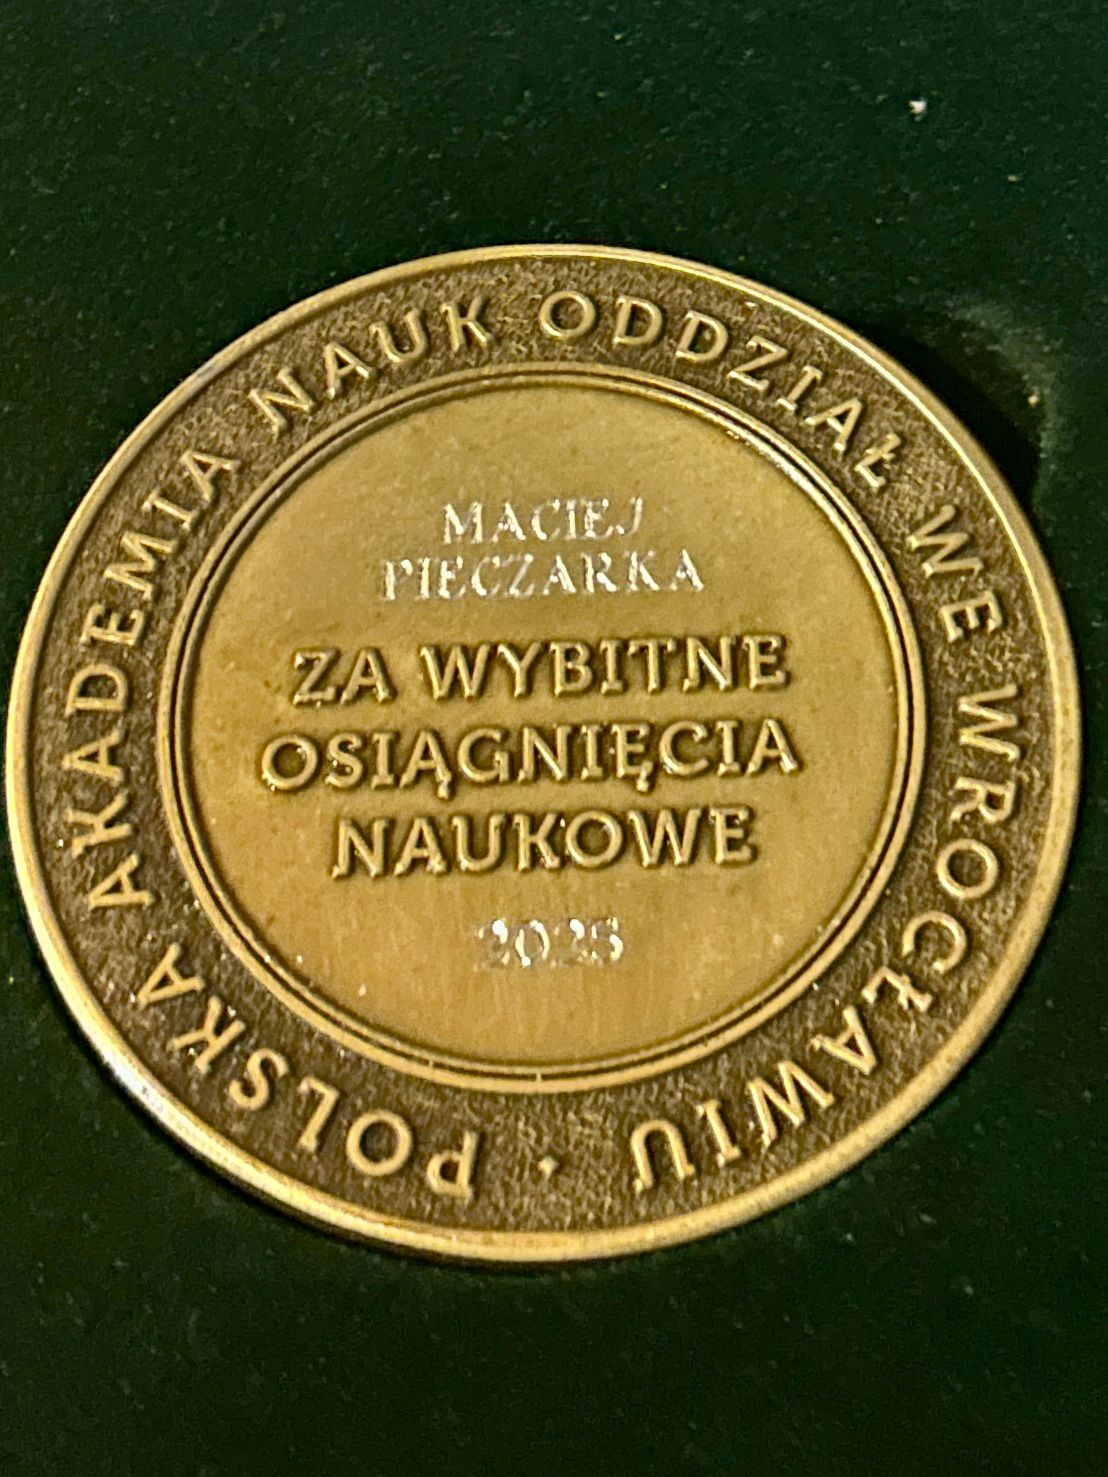 POLSKA AKADEMIA NAUK ODDZIAŁ WE WROCŁAWIU
MACIEJ
PIECZARKA
ZA WYBITNE
OSIĄGNIĘCIA
NAUKOWE
2025